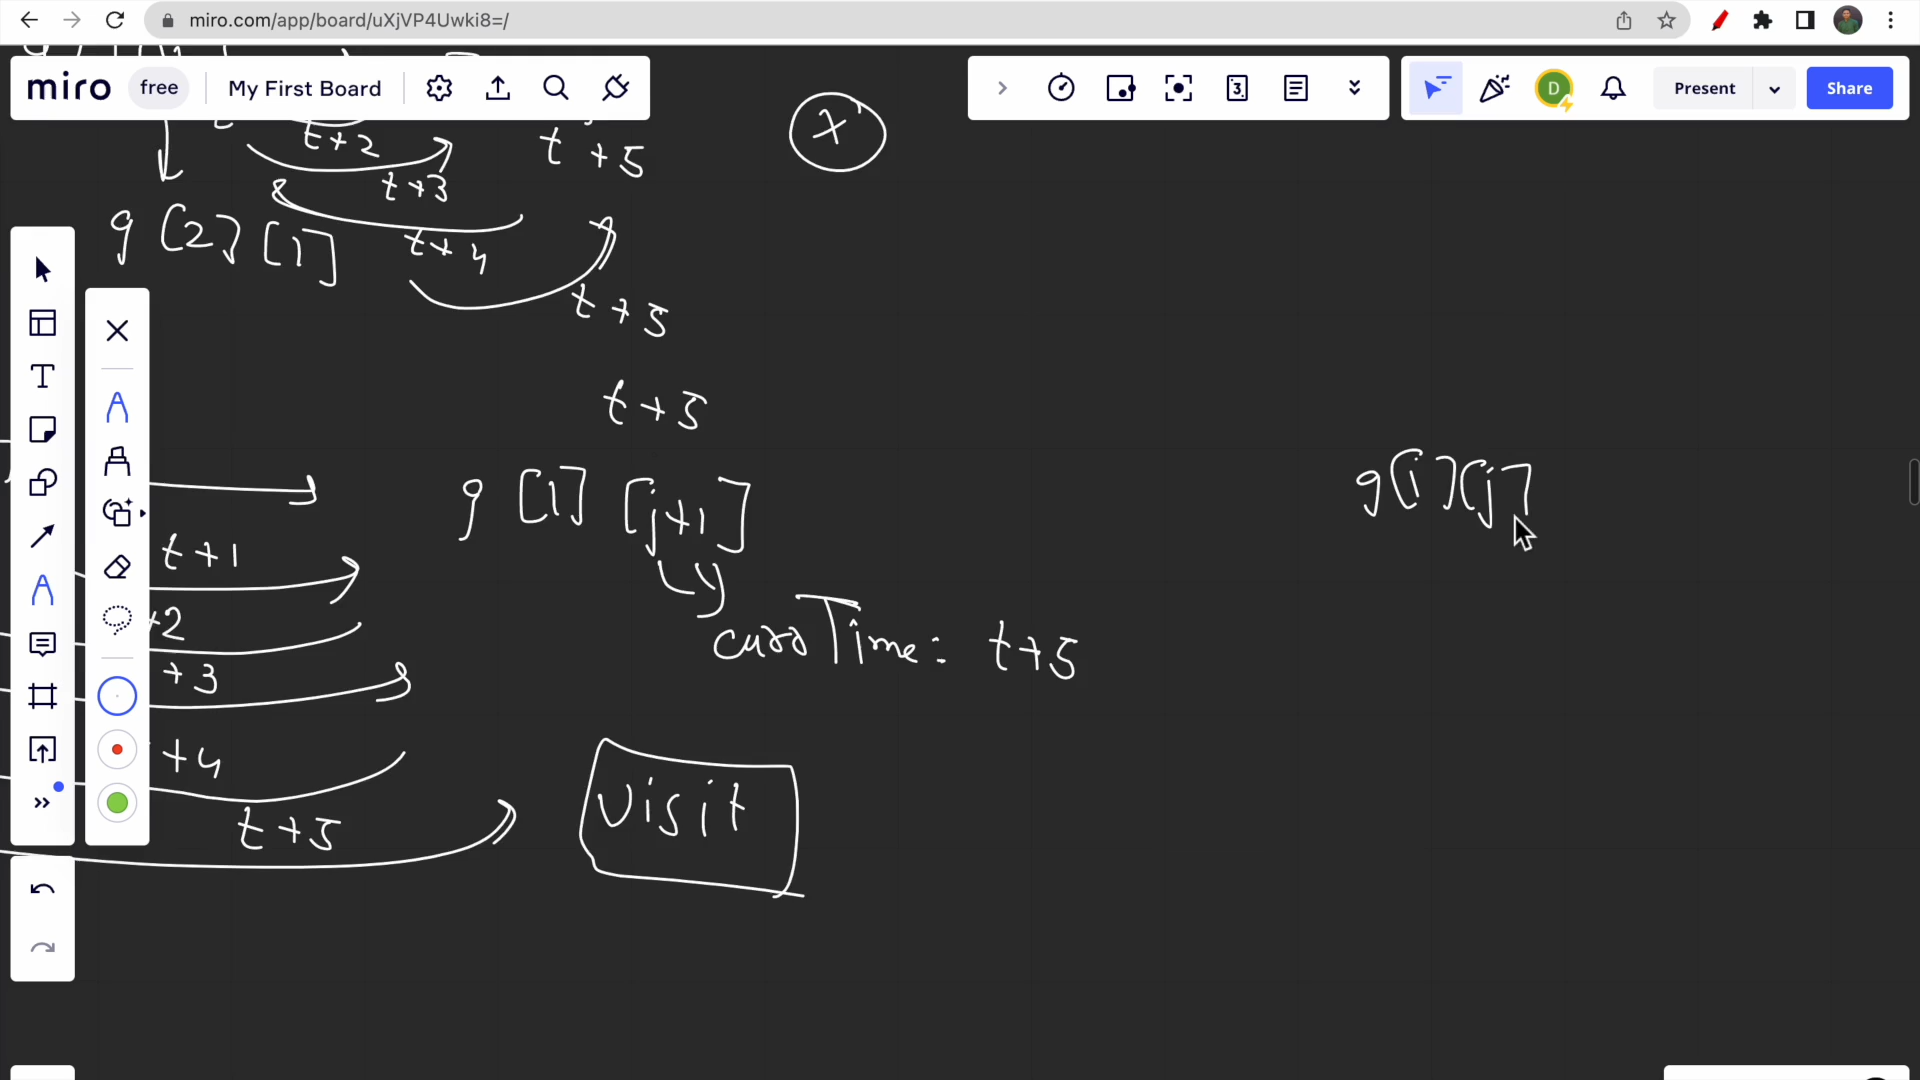 miro.com/app/board/uXjVP4Uwki8=/
miro free My First Board
3
D
Present
Share
t+2
t+5
x
t+3
g[2][1]
t+4
t+5
t+5
g[1][j+1]
g[i][j]
t+1
+2
currTime: t+5
+3
+4
visit
t+5